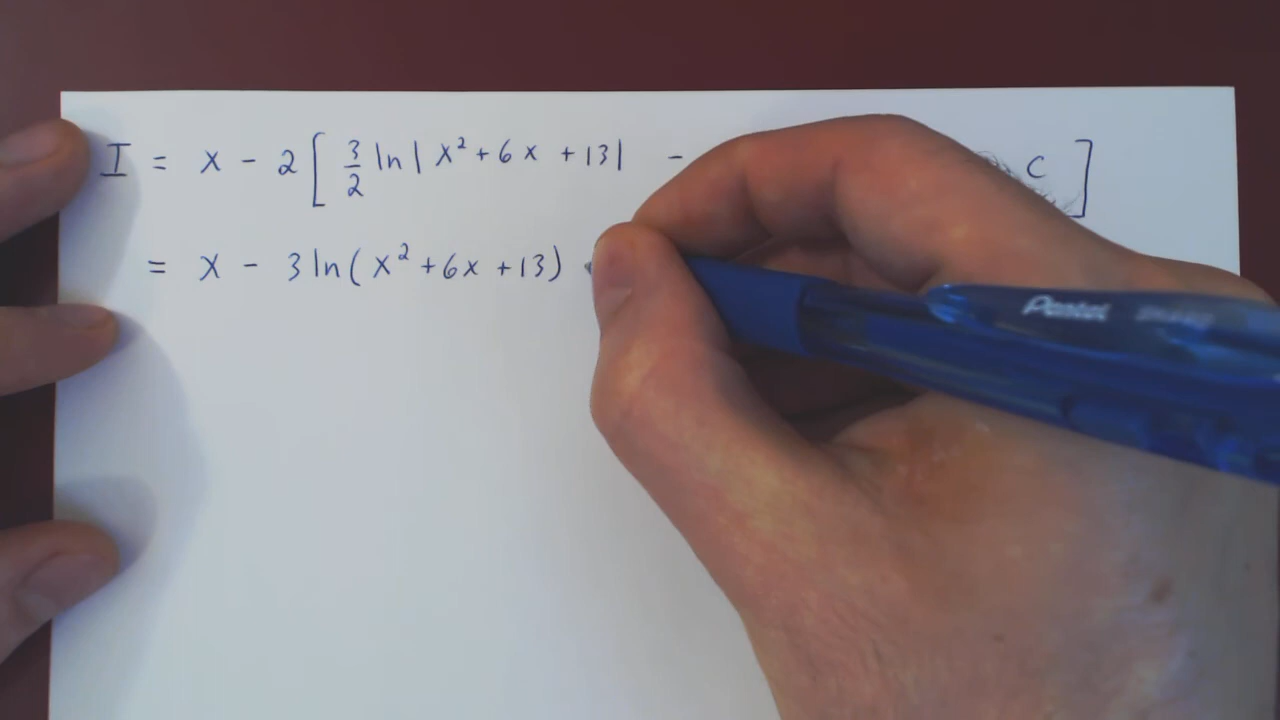 I = x - 2 [ 3/2 ln | x² + 6x + 13 | - C ]
= x - 3 ln ( x² + 6x + 13 )
Pentel